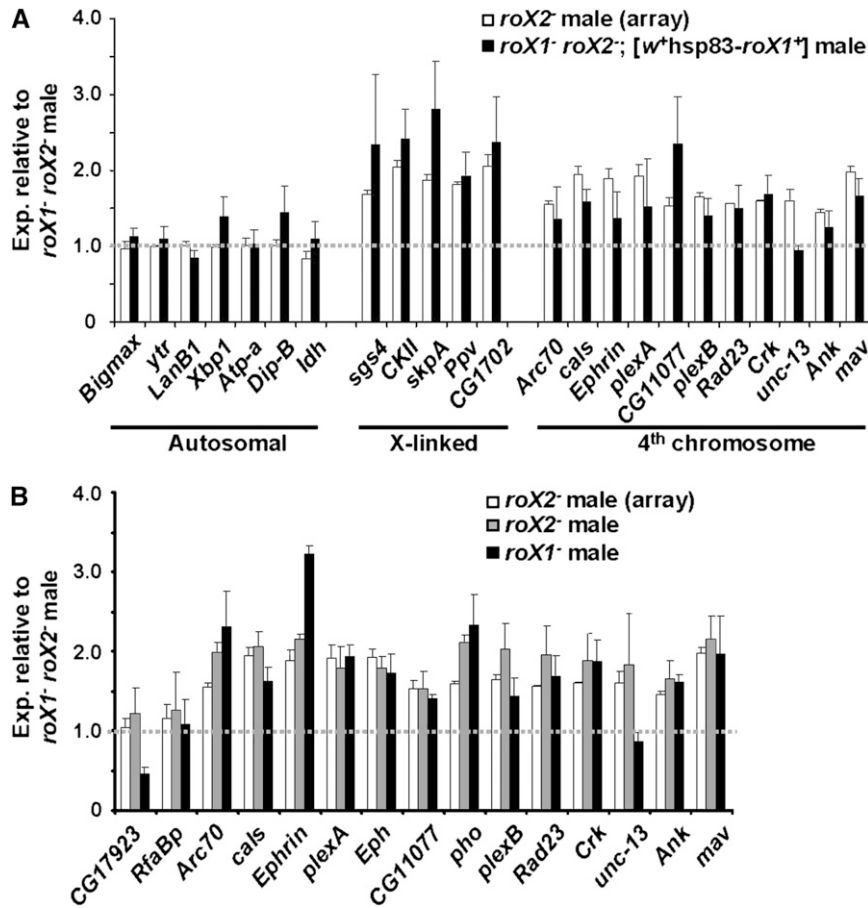 A
roX2- male (array)
roX1- roX2-; [w+hsp83-roX1+] male
Exp. relative to
roX1- roX2- male
4.0
3.0
2.0
1.0
0
Bigmax
ytr
LanB1
Xbp1
Atp-a
Dip-B
Idh
sgs4
CKII
skpA
Ppv
CG1702
Arc70
cals
Ephrin
plexA
CG11077
plexB
Rad23
Crk
unc-13
Ank
mav
Autosomal
X-linked
4th chromosome
B
roX2- male (array)
roX2- male
roX1- male
Exp. relative to
roX1- roX2- male
4.0
3.0
2.0
1.0
0
CG17923
RfaBp
Arc70
cals
Ephrin
plexA
Eph
CG11077
pho
plexB
Rad23
Crk
unc-13
Ank
mav